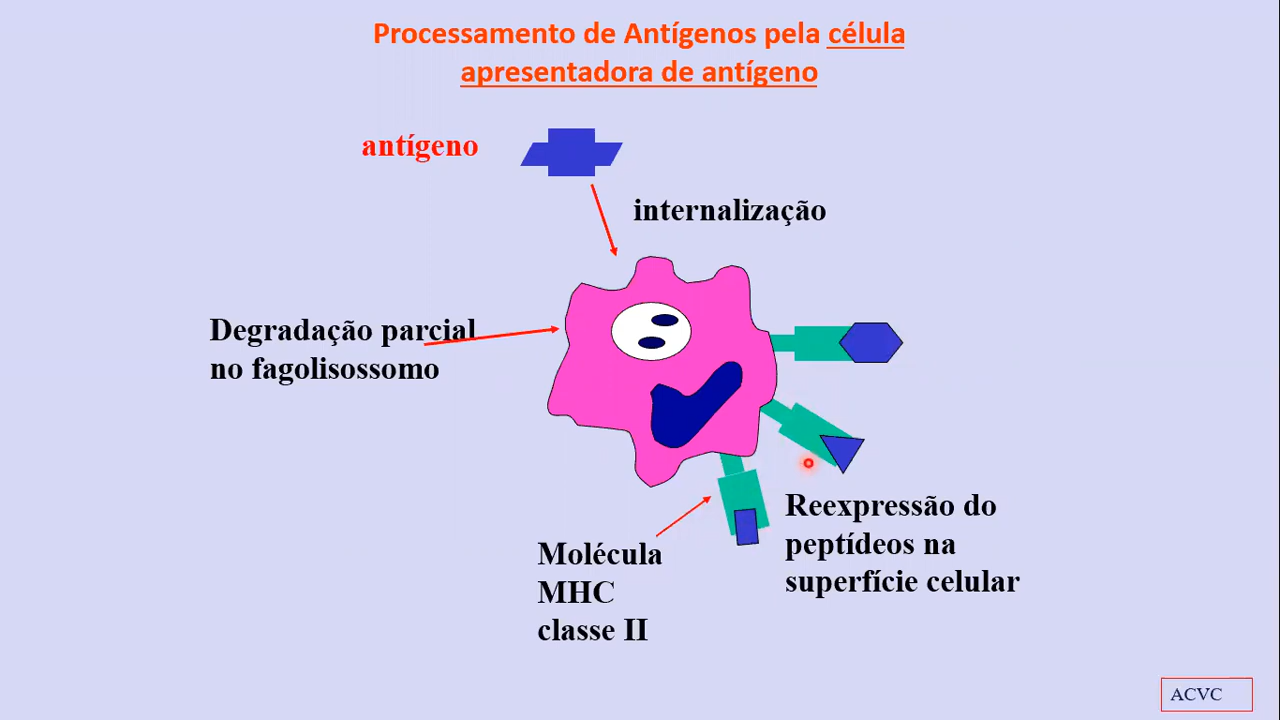 Processamento de Antígenos pela célula
apresentadora de antígeno
antígeno
internalização
Degradação parcial
no fagolisossomo
Reexpressão do
peptídeos na
superfície celular
Molécula
MHC
classe II
ACVC